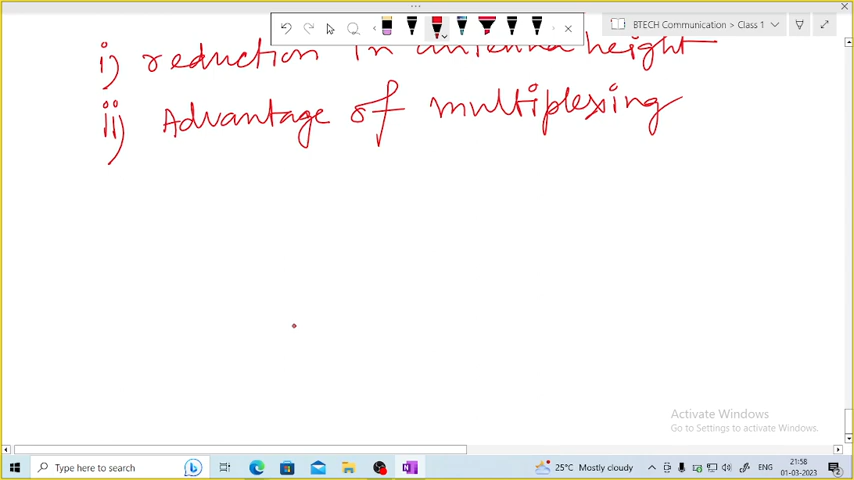 BTECH Communication > Class 1
i) reduction in antenna height
ii) Advantage of multiplexing
Activate Windows
Go to Settings to activate Windows.
Type here to search
25°C Mostly cloudy
ENG
21:58
01-03-2023
2